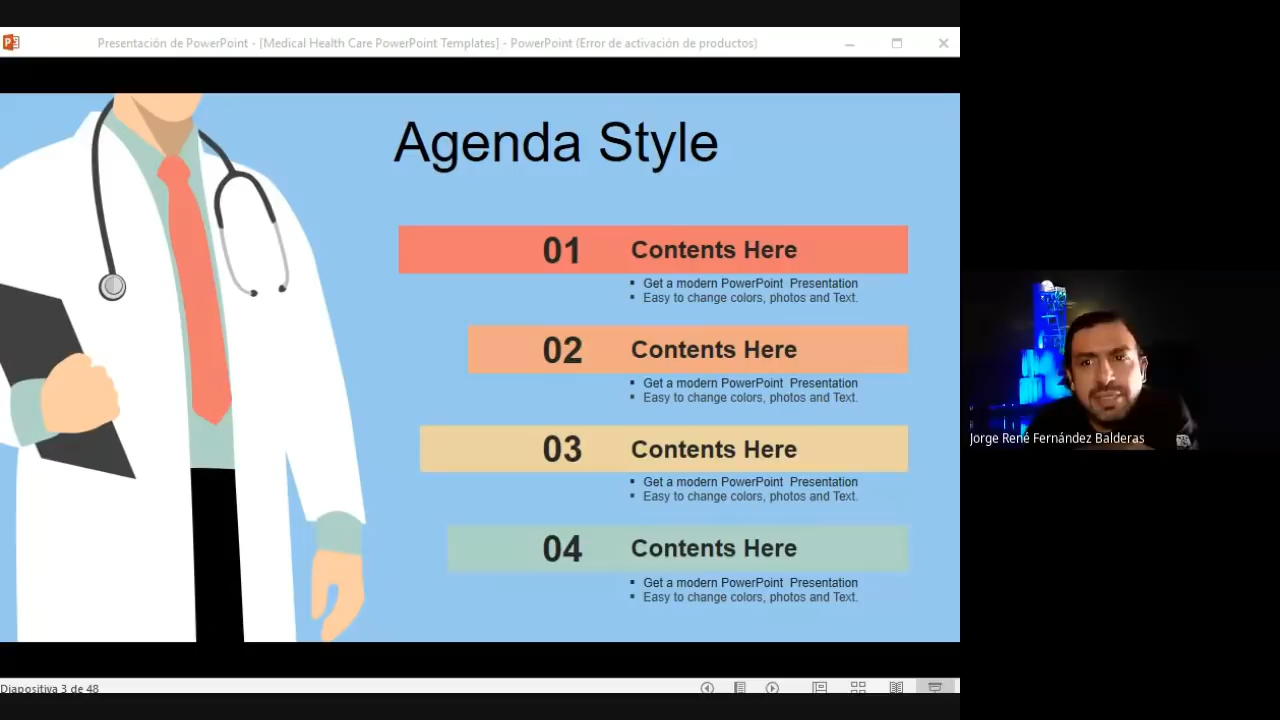 Presentación de PowerPoint - [Medical Health Care PowerPoint Templates] - PowerPoint (Error de activación de productos)
Agenda Style
01 Contents Here
▪ Get a modern PowerPoint  Presentation
▪ Easy to change colors, photos and Text.
02 Contents Here
▪ Get a modern PowerPoint  Presentation
▪ Easy to change colors, photos and Text.
03 Contents Here
▪ Get a modern PowerPoint  Presentation
▪ Easy to change colors, photos and Text.
04 Contents Here
▪ Get a modern PowerPoint  Presentation
▪ Easy to change colors, photos and Text.
Jorge René Fernández Balderas
Diapositiva 3 de 48